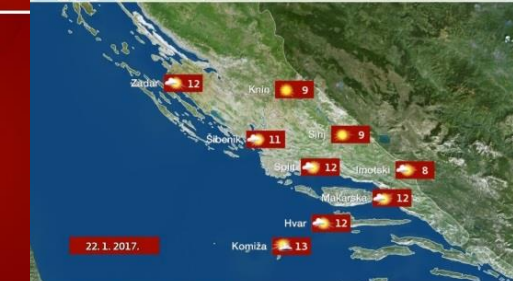 Zadar 12
Knin 9
Šibenik 11
Sinj 9
Split 12
Imotski 8
Makarska 12
Hvar 12
Komiža 13
22. 1. 2017.